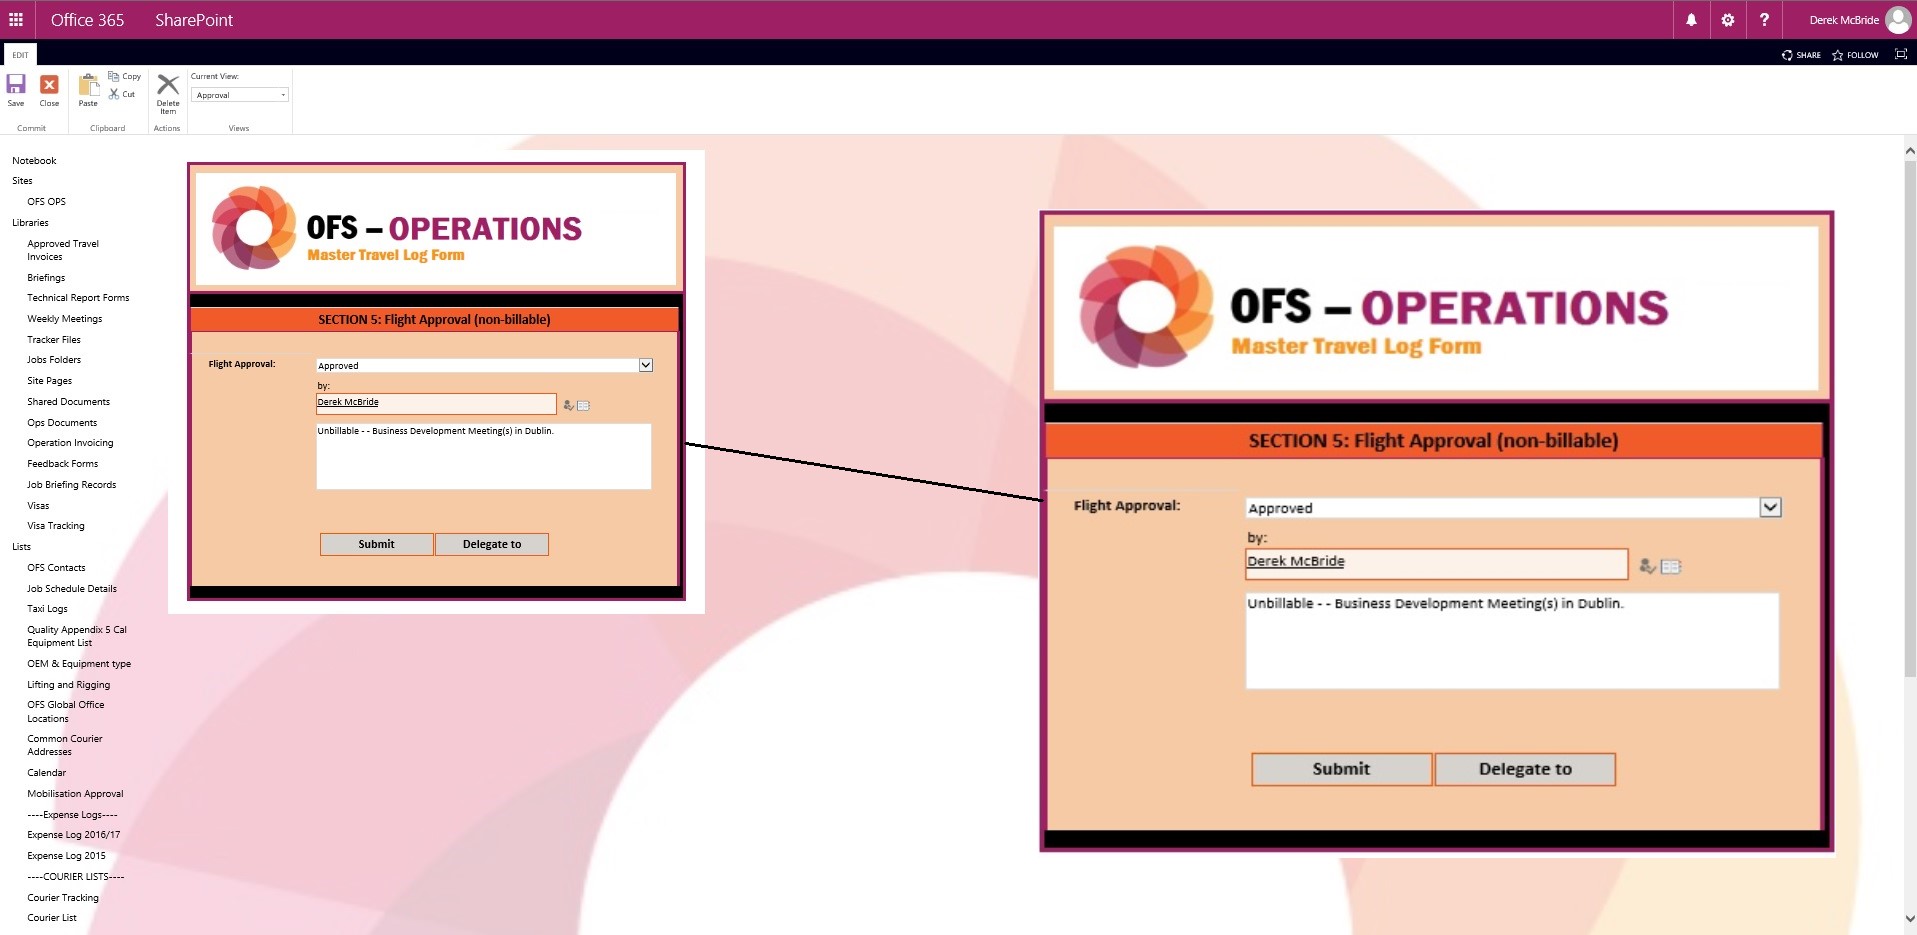 Office 365
SharePoint
?
Derek McBride
EDIT
SHARE
FOLLOW
Save
Close
Paste
Copy
Cut
Delete
Item
Current View:
Approval
Commit
Clipboard
Actions
Views
Notebook
Sites
OFS OPS
Libraries
Approved Travel
Invoices
Briefings
Technical Report Forms
Weekly Meetings
Tracker Files
Jobs Folders
Site Pages
Shared Documents
Ops Documents
Operation Invoicing
Feedback Forms
Job Briefing Records
Visas
Visa Tracking
Lists
OFS Contacts
Job Schedule Details
Taxi Logs
Quality Appendix 5 Cal
Equipment List
OEM & Equipment type
Lifting and Rigging
OFS Global Office
Locations
Common Courier
Addresses
Calendar
Mobilisation Approval
----Expense Logs----
Expense Log 2016/17
Expense Log 2015
----COURIER LISTS----
Courier Tracking
Courier List
OFS – OPERATIONS
Master Travel Log Form
SECTION 5: Flight Approval (non-billable)
Flight Approval:
Approved
by:
Derek McBride
Unbillable - - Business Development Meeting(s) in Dublin.
Submit
Delegate to
OFS – OPERATIONS
Master Travel Log Form
SECTION 5: Flight Approval (non-billable)
Flight Approval:
Approved
by:
Derek McBride
Unbillable - - Business Development Meeting(s) in Dublin.
Submit
Delegate to